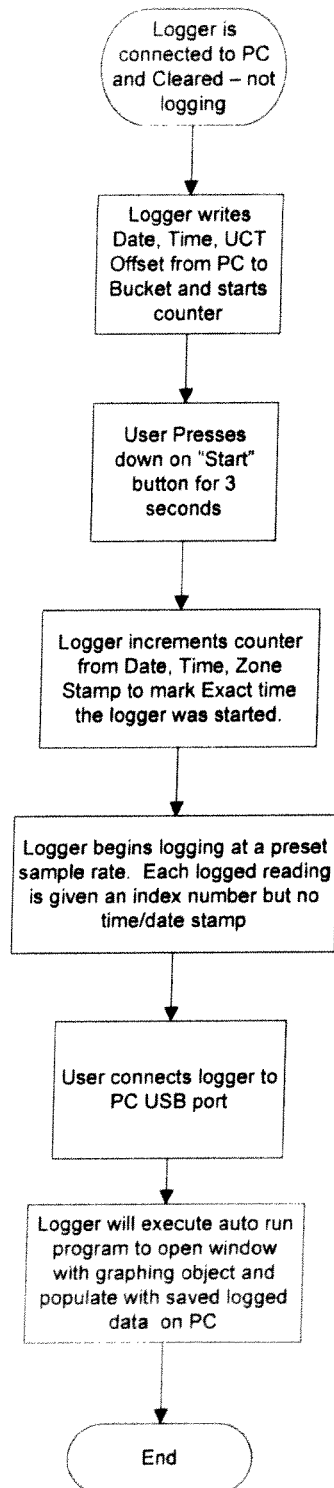 Logger is
connected to PC
and Cleared – not
logging
Logger writes
Date, Time, UCT
Offset from PC to
Bucket and starts
counter
User Presses
down on "Start"
button for 3
seconds
Logger increments counter
from Date, Time, Zone
Stamp to mark Exact time
the logger was started.
Logger begins logging at a preset
sample rate. Each logged reading
is given an index number but no
time/date stamp
User connects logger to
PC USB port
Logger will execute auto run
program to open window
with graphing object and
populate with saved logged
data on PC
End